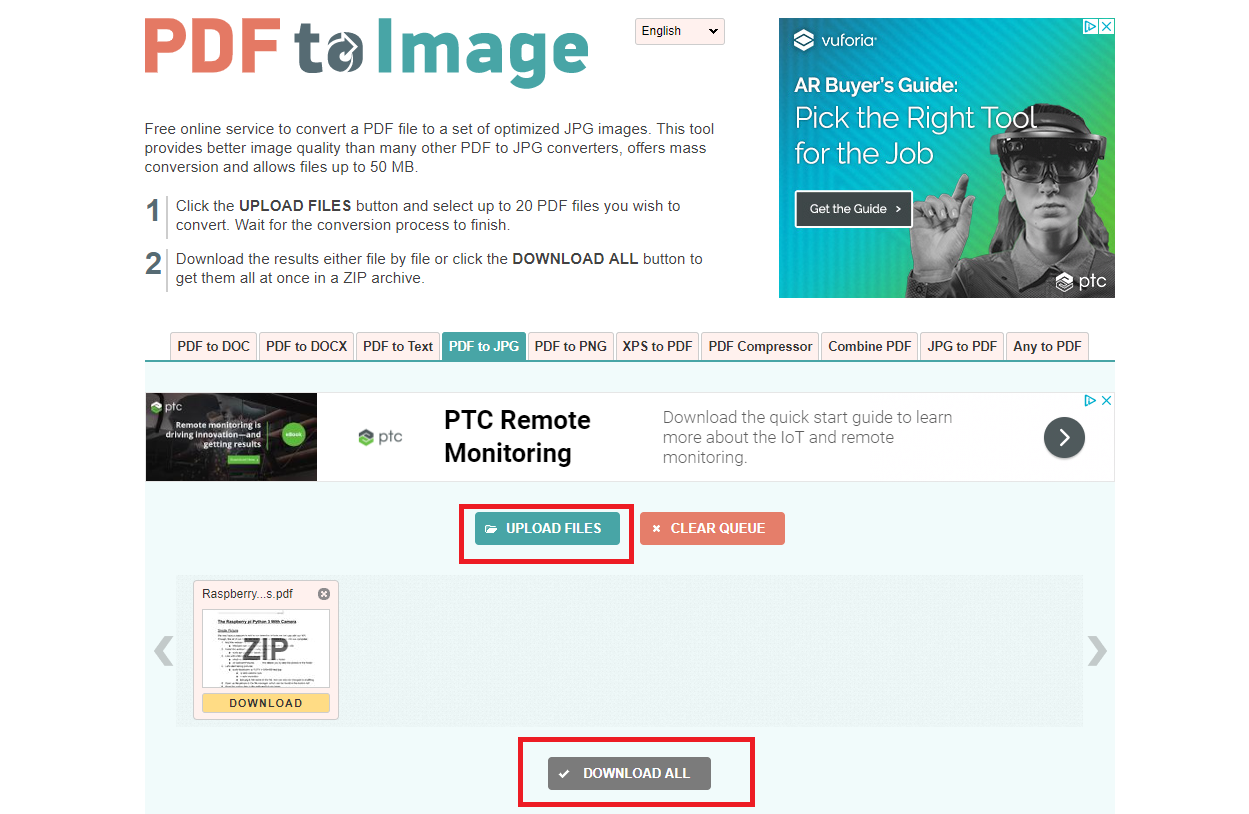 PDF to Image
English
Free online service to convert a PDF file to a set of optimized JPG images. This tool
provides better image quality than many other PDF to JPG converters, offers mass
conversion and allows files up to 50 MB.
1 Click the UPLOAD FILES button and select up to 20 PDF files you wish to
convert. Wait for the conversion process to finish.
2 Download the results either file by file or click the DOWNLOAD ALL button to
get them all at once in a ZIP archive.
vuforia
AR Buyer's Guide:
Pick the Right Tool
for the Job
Get the Guide >
ptc
PDF to DOC PDF to DOCX PDF to Text PDF to JPG PDF to PNG XPS to PDF PDF Compressor Combine PDF JPG to PDF Any to PDF
ptc
Remote monitoring is
driving innovation—and
getting results
eBook
ptc
PTC Remote
Monitoring
Download the quick start guide to learn
more about the IoT and remote
monitoring.
UPLOAD FILES
CLEAR QUEUE
Raspberry...s.pdf
The Raspberry pi Python 3 With Camera
ZIP
DOWNLOAD
DOWNLOAD ALL